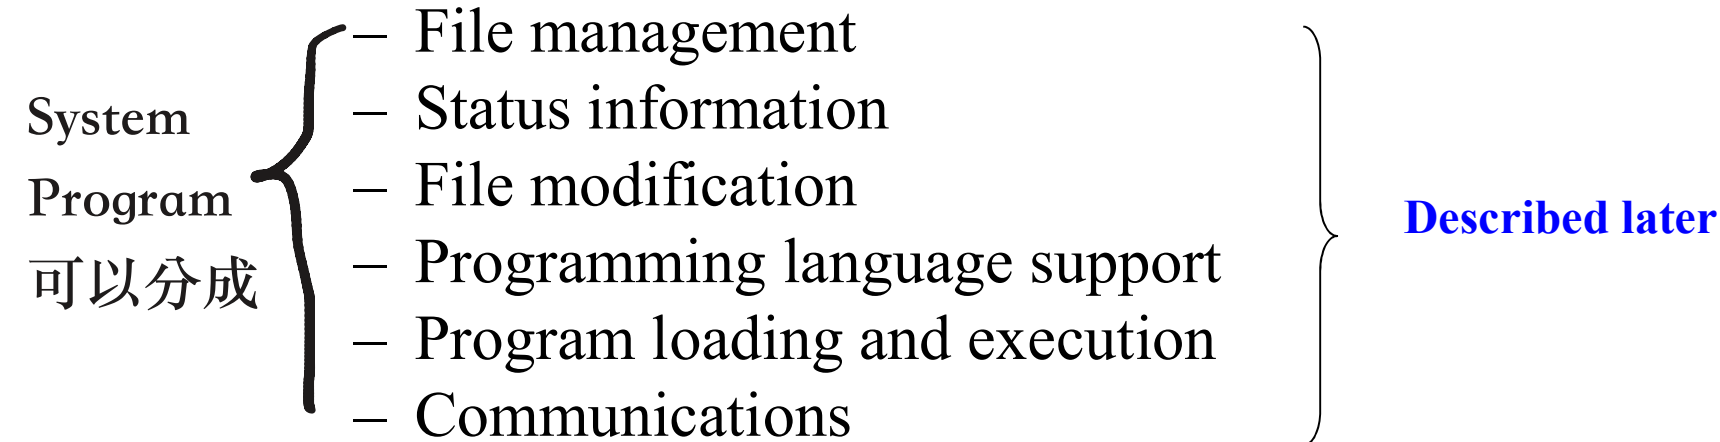 System
Program
可以分成
– File management
– Status information
– File modification
– Programming language support
– Program loading and execution
– Communications
Described later